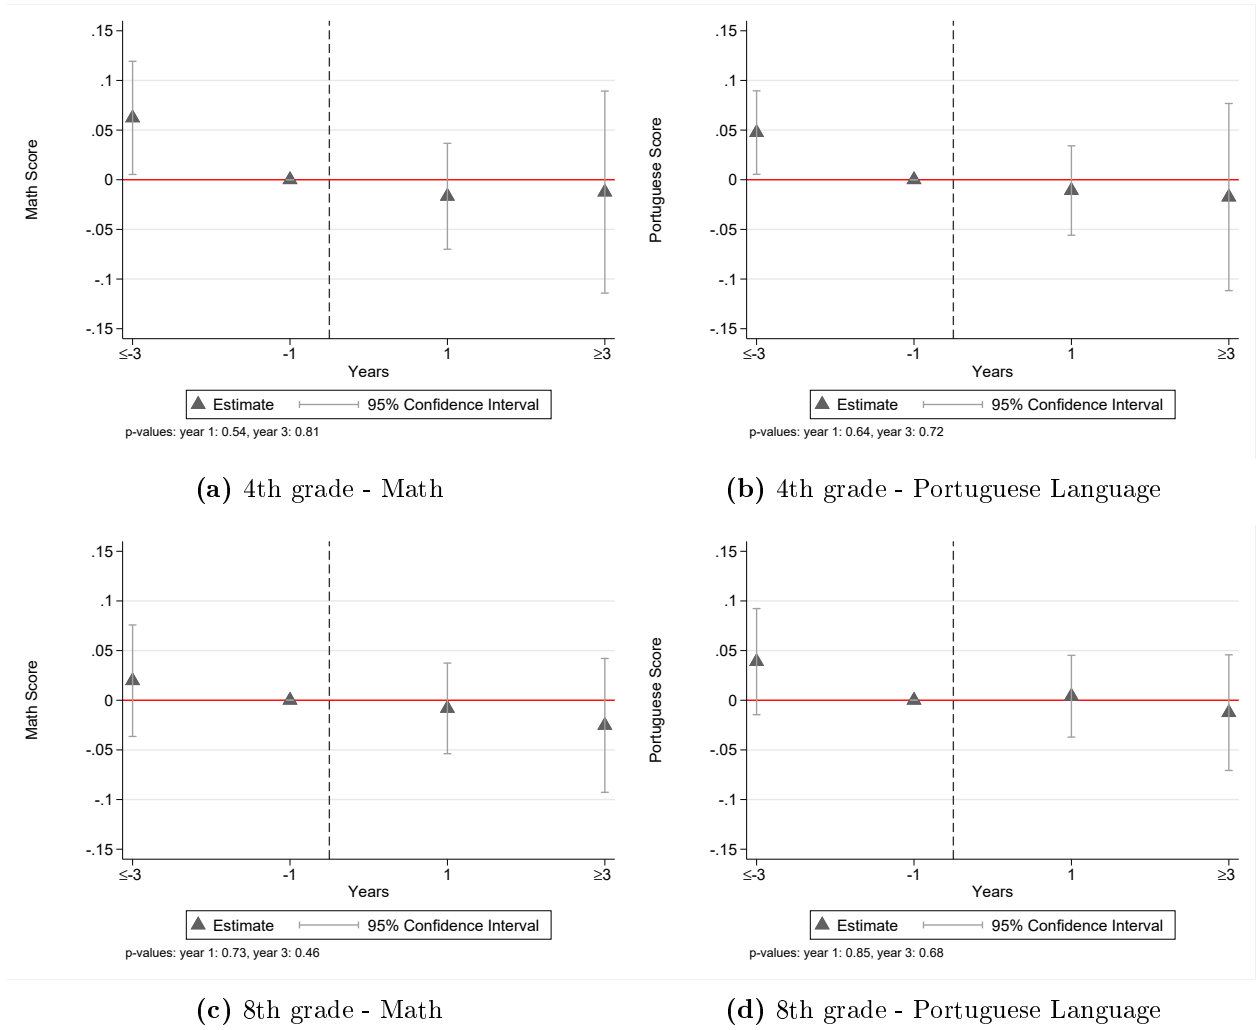 .15
.1
.05
0
-.05
-.1
-.15
Math Score
≤-3
-1
1
≥3
Years
Estimate
95% Confidence Interval
p-values: year 1: 0.54, year 3: 0.81
(a) 4th grade - Math
.15
.1
.05
0
-.05
-.1
-.15
Portuguese Score
≤-3
-1
1
≥3
Years
Estimate
95% Confidence Interval
p-values: year 1: 0.64, year 3: 0.72
(b) 4th grade - Portuguese Language
.15
.1
.05
0
-.05
-.1
-.15
Math Score
≤-3
-1
1
≥3
Years
Estimate
95% Confidence Interval
p-values: year 1: 0.73, year 3: 0.46
(c) 8th grade - Math
.15
.1
.05
0
-.05
-.1
-.15
Portuguese Score
≤-3
-1
1
≥3
Years
Estimate
95% Confidence Interval
p-values: year 1: 0.85, year 3: 0.68
(d) 8th grade - Portuguese Language